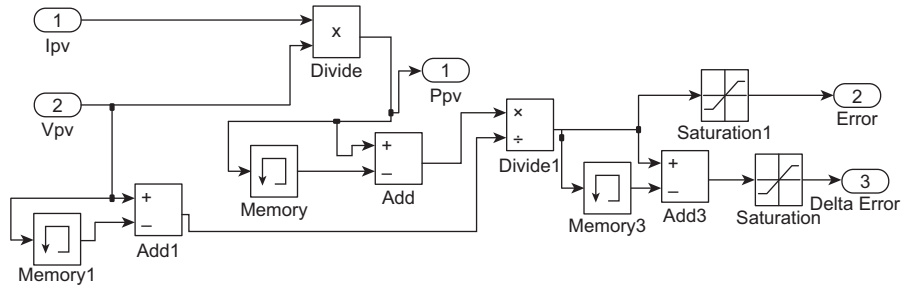 1
Ipv
x
Divide
1
Ppv
2
Vpv
+
−
Memory
Add
×
÷
Divide1
Saturation1
2
Error
+
−
Memory3
Add3
Saturation
3
Delta Error
+
−
Memory1
Add1